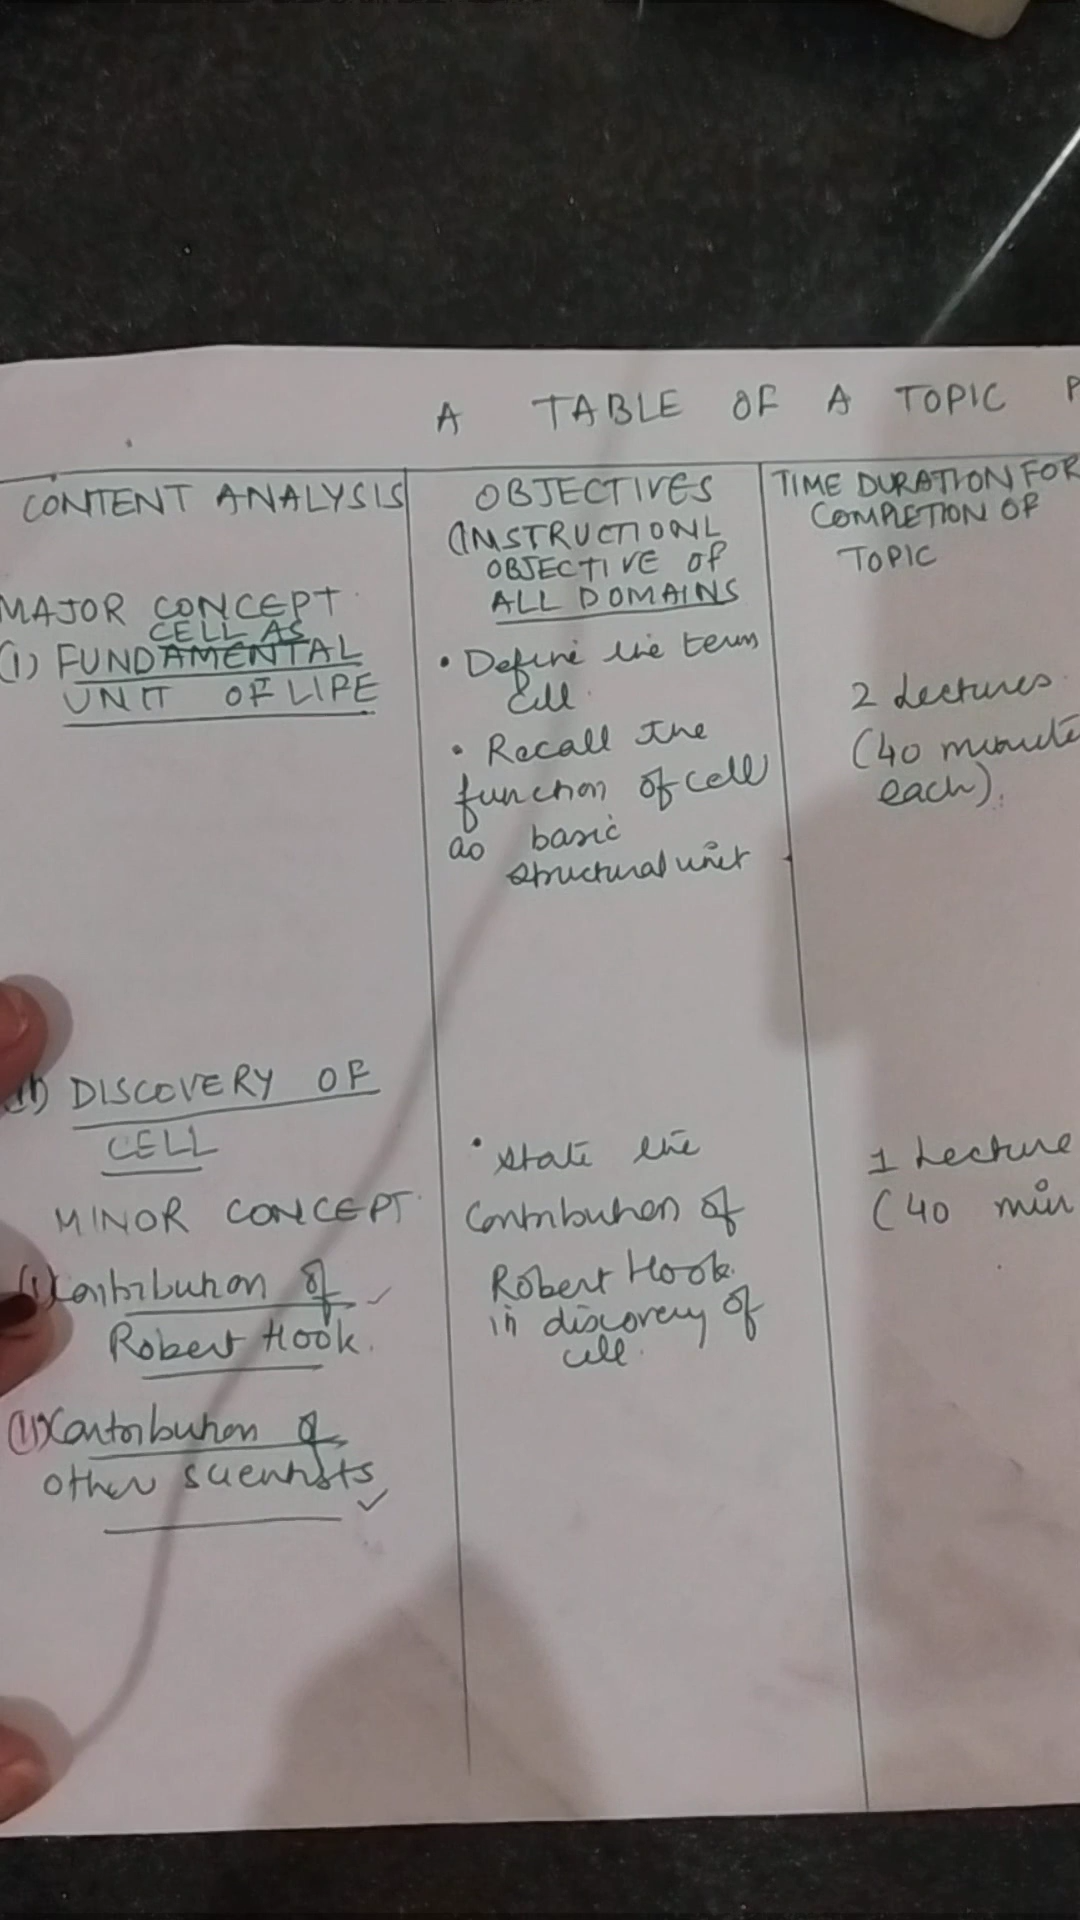 A TABLE OF A TOPIC P
CONTENT ANALYSIS
MAJOR CONCEPT
CELL AS
(1) FUNDAMENTAL
UNIT OF LIFE
(II) DISCOVERY OF
CELL
MINOR CONCEPT
(1) Contribution of
Robert Hook.
(II) Contribution of
other scientists
OBJECTIVES
(INSTRUCTIONL
OBJECTIVE OF
ALL DOMAINS
• Define the term
Cell.
• Recall the
function of cell
as basic
structural unit
• state the
Contribution of
Robert Hook
in discovery of
cell.
TIME DURATION FOR
COMPLETION OF
TOPIC
2 Lectures
(40 minute
each).
1 Lecture
(40 min